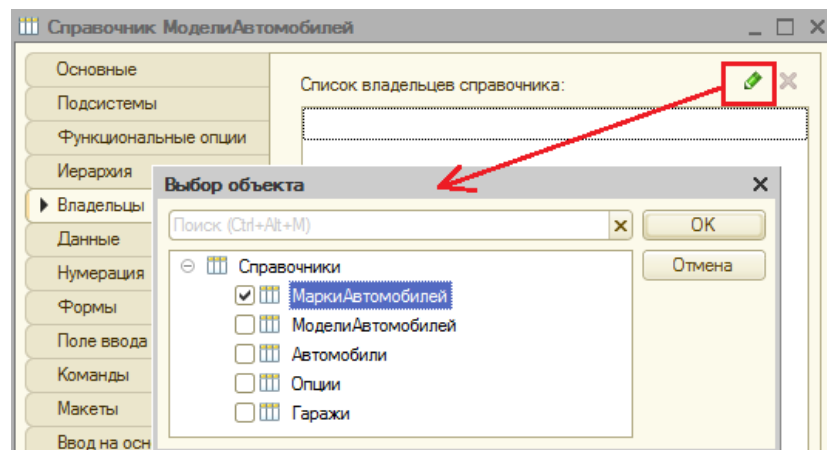 Справочник МоделиАвтомобилей
Основные
Подсистемы
Функциональные опции
Иерархия
Владельцы
Данные
Нумерация
Формы
Поле ввода
Команды
Макеты
Ввод на осн
Список владельцев справочника:
Выбор объекта
Поиск (Ctrl+Alt+M)
OK
Отмена
Справочники
МаркиАвтомобилей
МоделиАвтомобилей
Автомобили
Опции
Гаражи